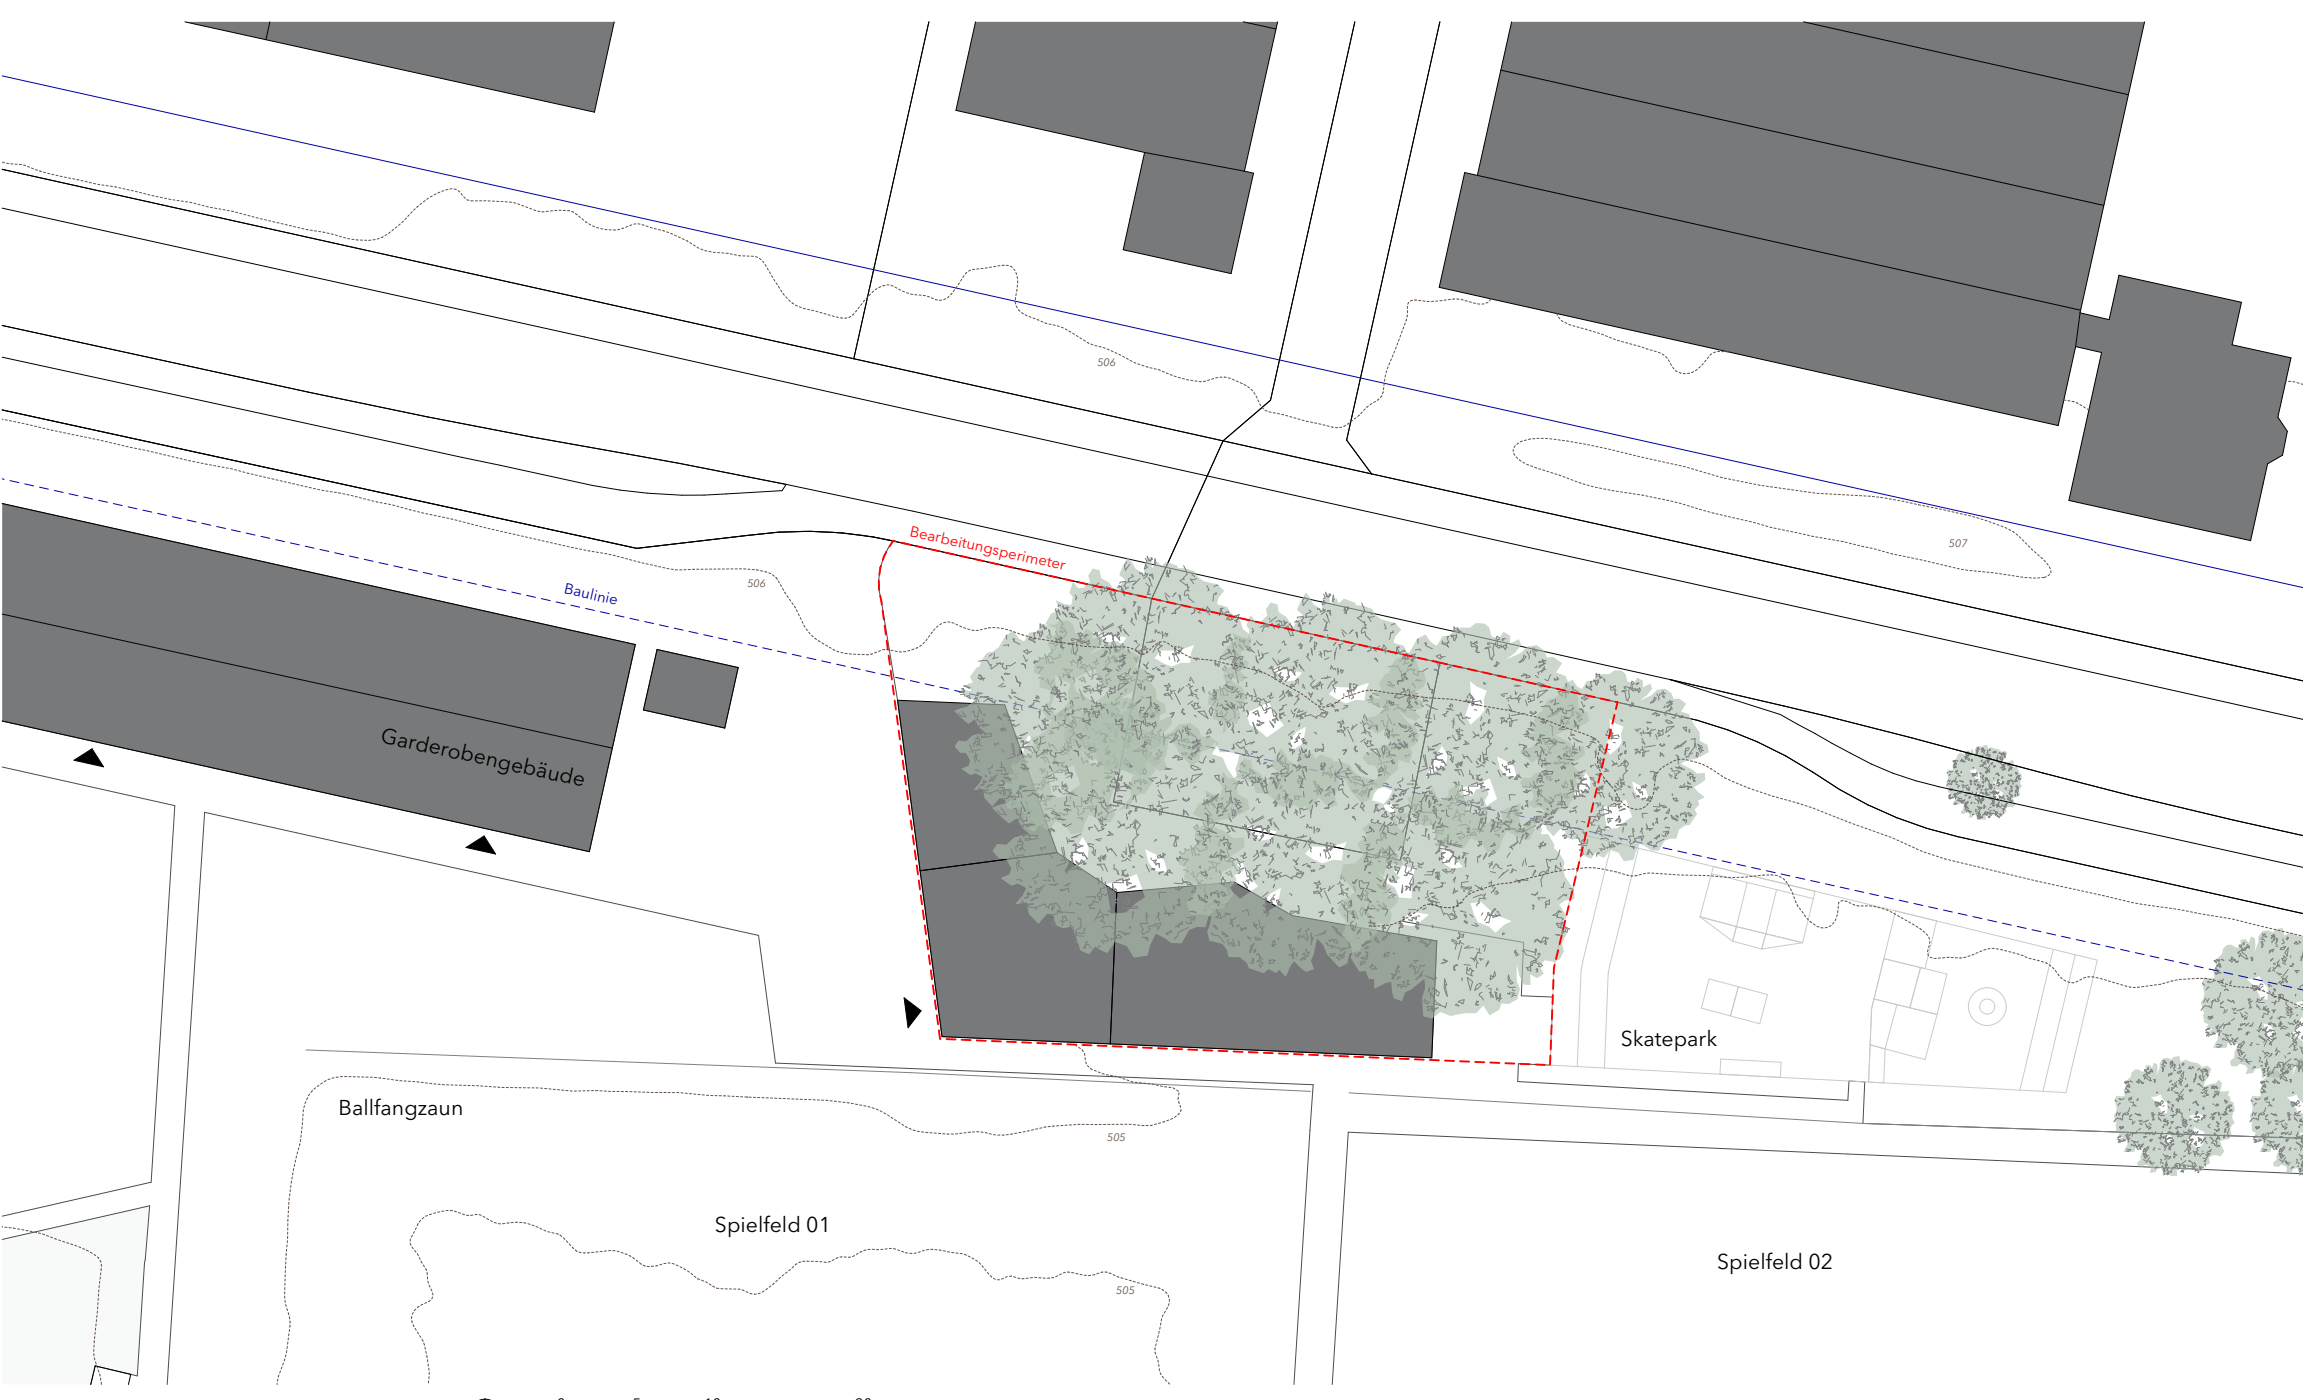 506
Bearbeitungsperimeter
507
506
Baulinie
Garderobengebäude
Skatepark
Ballfangzaun
505
Spielfeld 01
Spielfeld 02
505